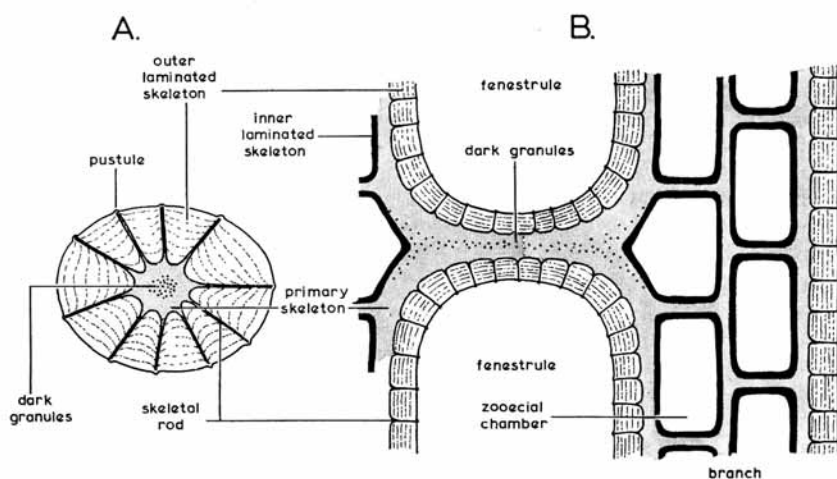 A.
B.
outer
laminated
skeleton
inner
laminated
skeleton
pustule
dark
granules
skeletal
rod
primary
skeleton
fenestrule
dark granules
fenestrule
zooecial
chamber
branch